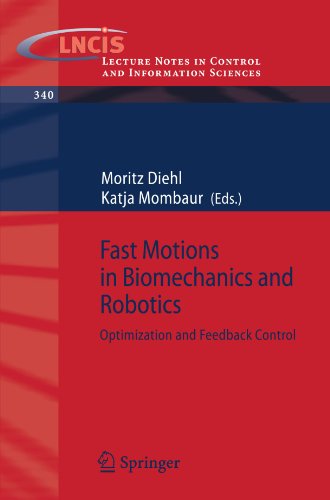 LNCIS
LECTURE NOTES IN CONTROL
AND INFORMATION SCIENCES
340
Moritz Diehl
Katja Mombaur (Eds.)
Fast Motions
in Biomechanics and
Robotics
Optimization and Feedback Control
Springer